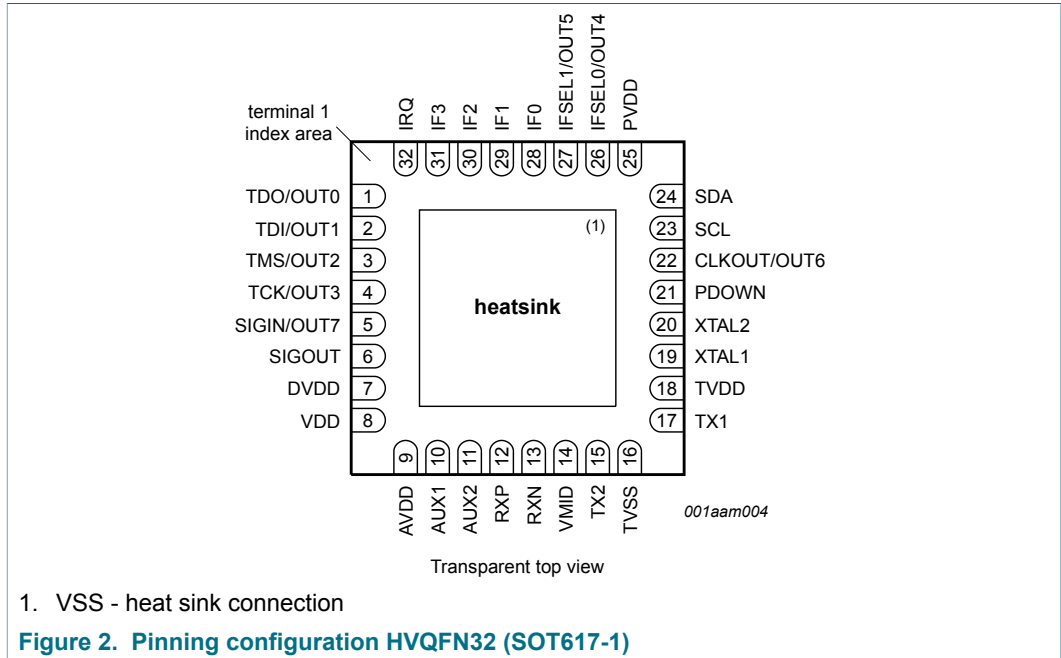 terminal 1
index area
IRQ
IF3
IF2
IF1
IF0
IFSEL1/OUT5
IFSEL0/OUT4
PVDD
32
31
30
29
28
27
26
25
TDO/OUT0 1
TDI/OUT1 2
TMS/OUT2 3
TCK/OUT3 4
SIGIN/OUT7 5
SIGOUT 6
DVDD 7
VDD 8
(1)
heatsink
24 SDA
23 SCL
22 CLKOUT/OUT6
21 PDOWN
20 XTAL2
19 XTAL1
18 TVDD
17 TX1
9
10
11
12
13
14
15
16
AVDD
AUX1
AUX2
RXP
RXN
VMID
TX2
TVSS
001aam004
Transparent top view
1. VSS - heat sink connection
Figure 2. Pinning configuration HVQFN32 (SOT617-1)